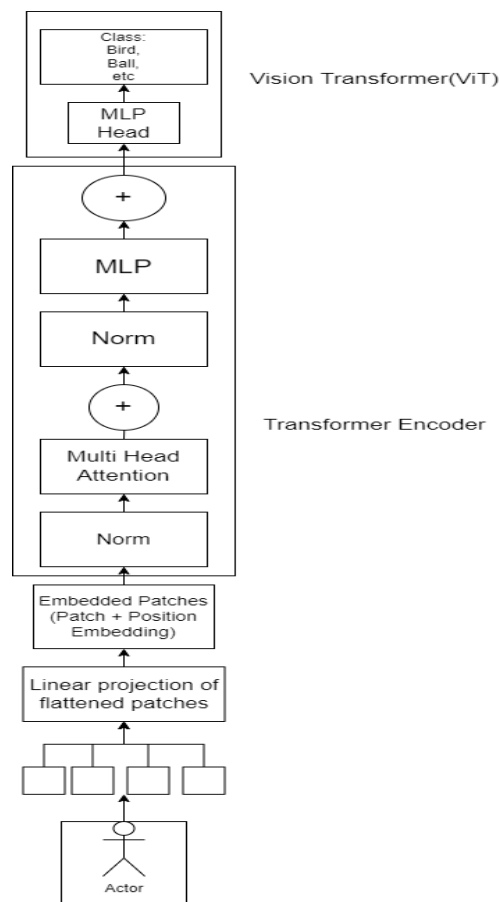 Class:
Bird,
Ball,
etc
Vision Transformer(ViT)
MLP
Head
+
MLP
Norm
+
Transformer Encoder
Multi Head
Attention
Norm
Embedded Patches
(Patch + Position
Embedding)
Linear projection of
flattened patches
Actor